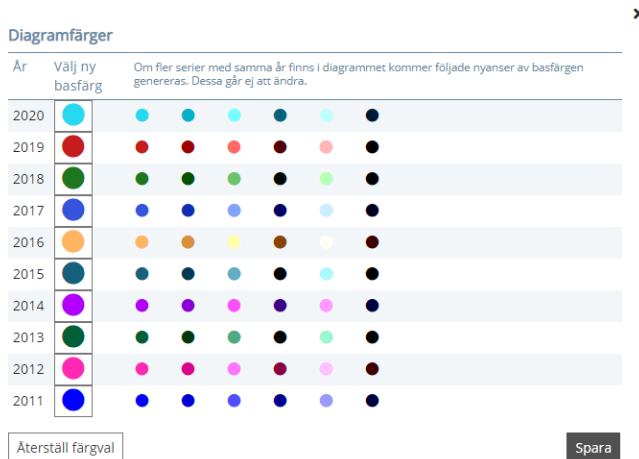 Diagramfärger
År
Välj ny
basfärg
Om fler serier med samma år finns i diagrammet kommer följade nyanser av basfärgen
genereras. Dessa går ej att ändra.
2020
2019
2018
2017
2016
2015
2014
2013
2012
2011
Återställ färgval
Spara